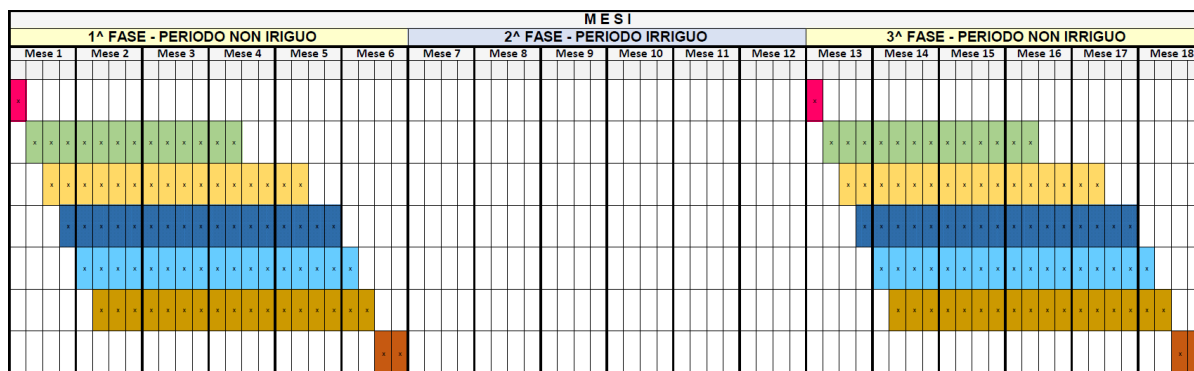 M E S I
1^ FASE - PERIODO NON IRIGUO 2^ FASE - PERIODO IRRIGUO 3^ FASE - PERIODO NON IRRIGUO
Mese 1 Mese 2 Mese 3 Mese 4 Mese 5 Mese 6 Mese 7 Mese 8 Mese 9 Mese 10 Mese 11 Mese 12 Mese 13 Mese 14 Mese 15 Mese 16 Mese 17 Mese 18
x x
x x x x x x x x x x x x x x x x x x x x x x x x x x
x x x x x x x x x x x x x x x x x x x x x x x x x x x x x x x x
x x x x x x x x x x x x x x x x x x x x x x x x x x x x x x x x x x
x x x x x x x x x x x x x x x x x x x x x x x x x x x x x x x x x x
x x x x x x x x x x x x x x x x x x x x x x x x x x x x x x x x x x
x x x x